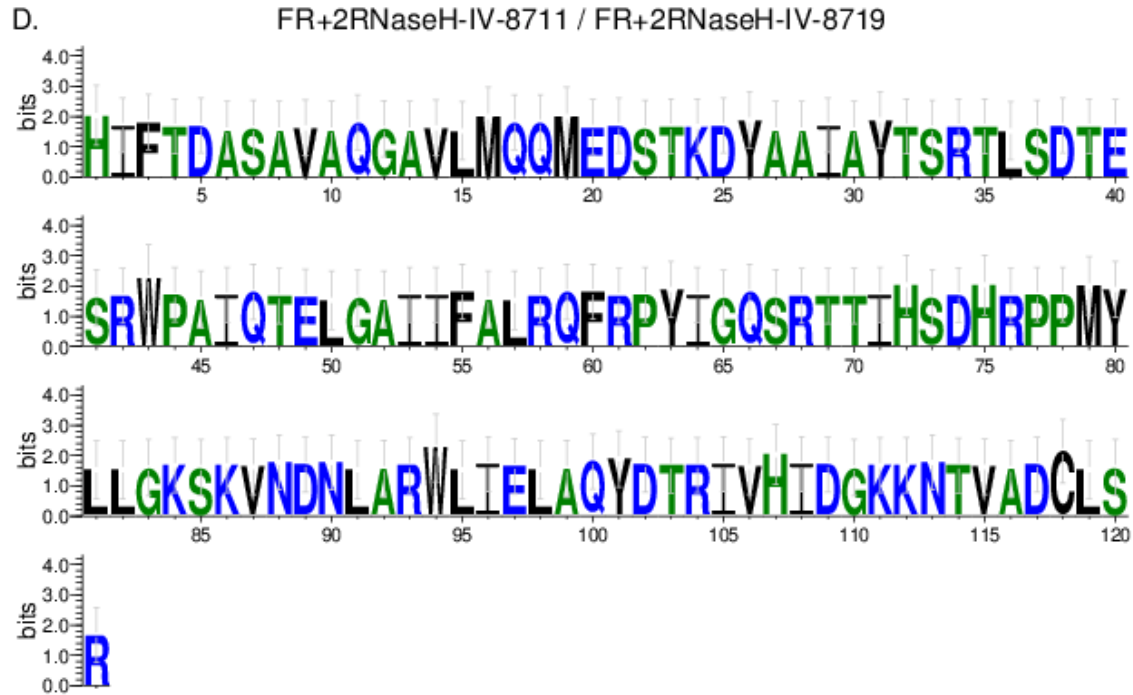 D. FR+2RNaseH-IV-8711 / FR+2RNaseH-IV-8719
4.0
3.0
2.0
1.0
0.0
bits
HIFTDASAVAQGAVLMQQMEDSTKDYAAIAYTSRTLSDTE
5 10 15 20 25 30 35 40
4.0
3.0
2.0
1.0
0.0
bits
SRWPAIQTELGAIIFALRQFRPYIGQSRTTIHSDHRPPMY
45 50 55 60 65 70 75 80
4.0
3.0
2.0
1.0
0.0
bits
LLGKSKVNDNLARWLIELAQYDTRIVHIDGKKNTVADCLS
85 90 95 100 105 110 115 120
4.0
3.0
2.0
1.0
0.0
bits
R